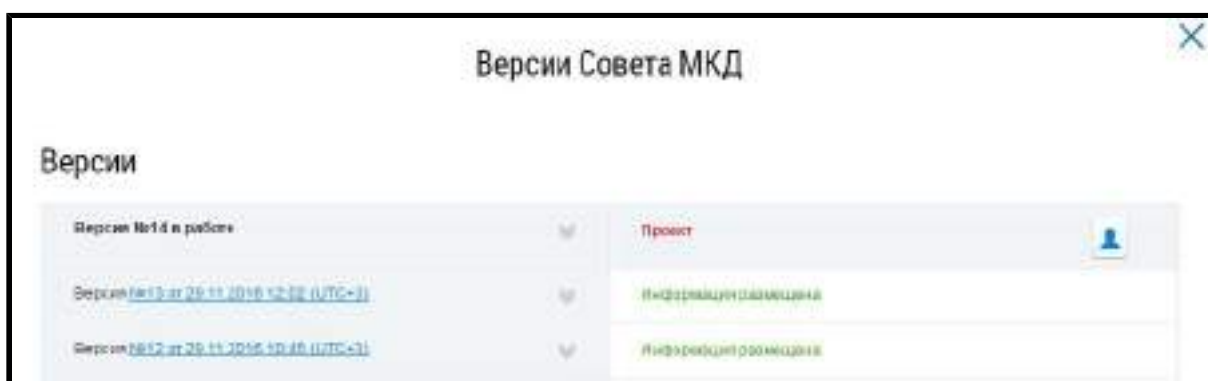 Версии Совета МКД
Версии
Версия №14 в работе
Проект
Версия №13 от 29.11.2016 12:02 (UTC+3)
Информация размещена
Версия №12 от 29.11.2016 10:45 (UTC+3)
Информация размещена